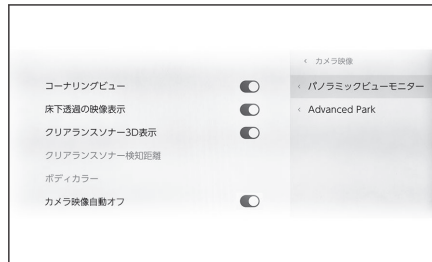 コーナリングビュー
床下透過の映像表示
クリアランスソナー3D表示
クリアランスソナー検知距離
ボディカラー
カメラ映像自動オフ
< カメラ映像
< パノラミックビューモニター
< Advanced Park